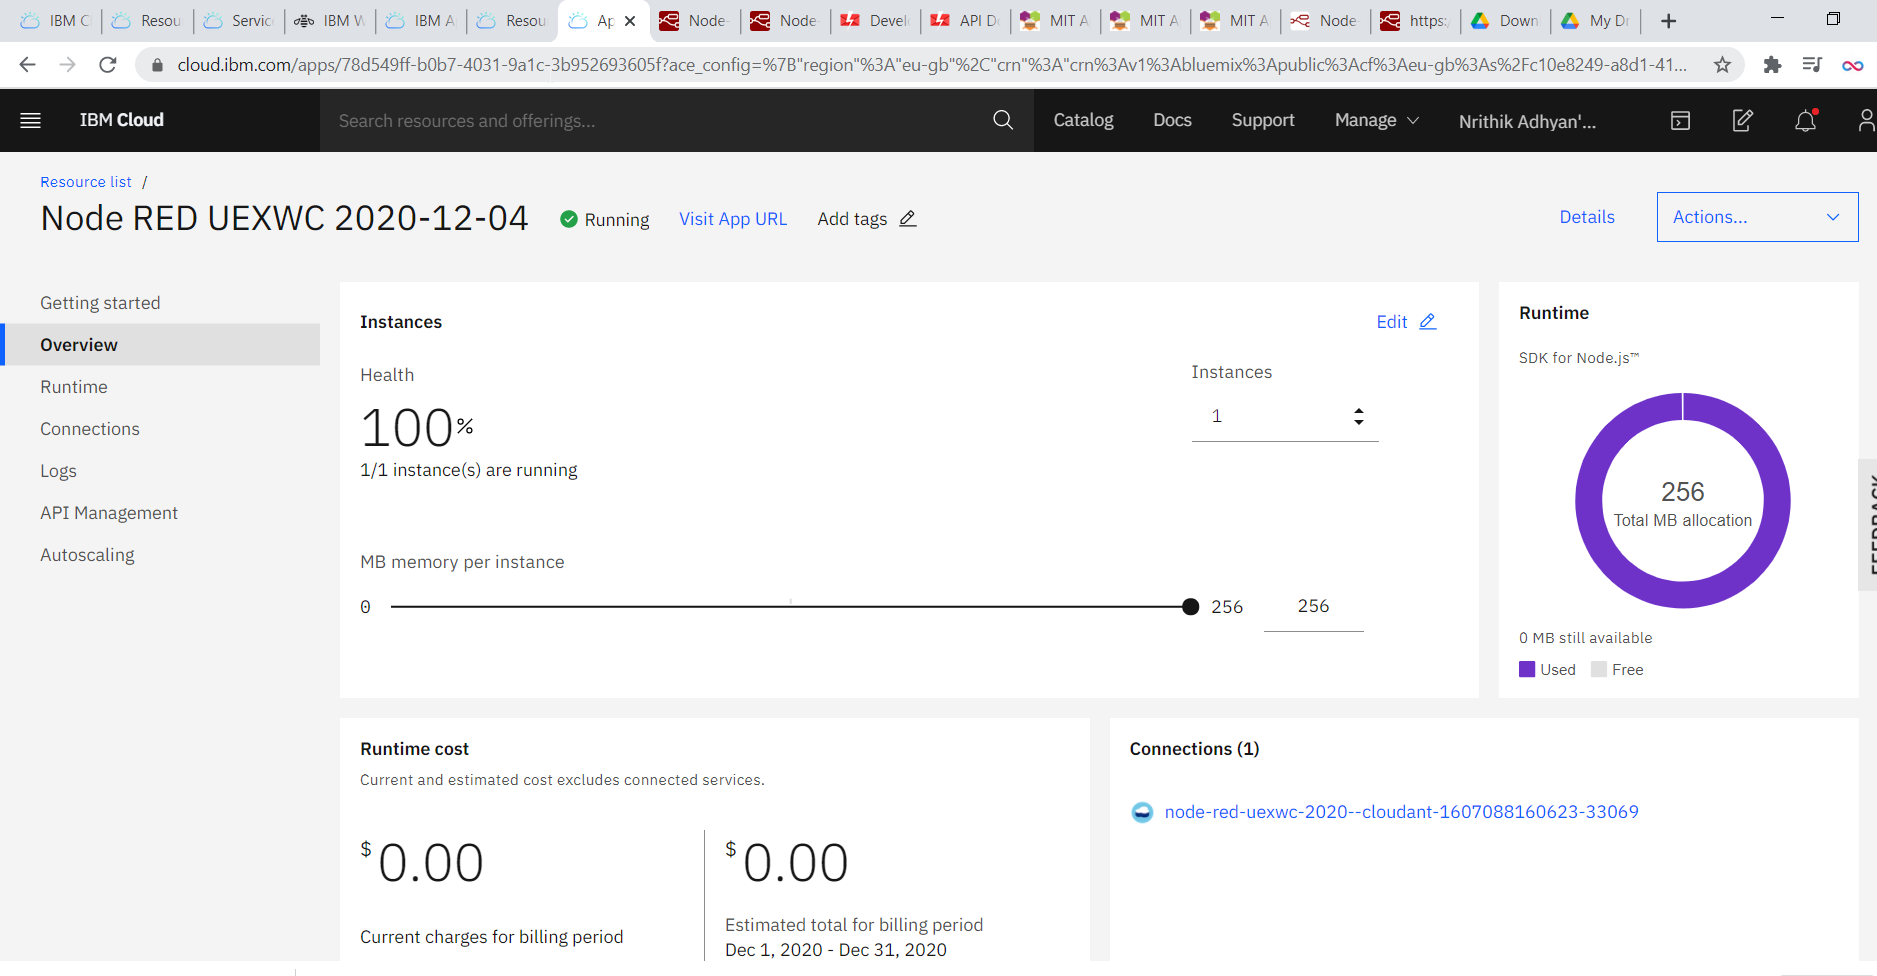 IBM Cl
Resou
Servic
IBM W
IBM A
Resou
Ap
Node-
Node-
Devel
API D
MIT A
MIT A
MIT A
Node-
https:/
Down
My Dr
cloud.ibm.com/apps/78d549ff-b0b7-4031-9a1c-3b952693605f?ace_config=%7B"region"%3A"eu-gb"%2C"crn"%3A"crn%3Av1%3Abluemix%3Apublic%3Acf%3Aeu-gb%3As%2Fc10e8249-a8d1-41...
IBM Cloud
Search resources and offerings...
Catalog
Docs
Support
Manage
Nrithik Adhyan'...
Resource list /
Node RED UEXWC 2020-12-04
Running
Visit App URL
Add tags
Details
Actions...
Getting started
Overview
Runtime
Connections
Logs
API Management
Autoscaling
Instances
Edit
Health
100%
1/1 instance(s) are running
Instances
1
MB memory per instance
0
256
256
Runtime
SDK for Node.js™
256
Total MB allocation
0 MB still available
Used
Free
FEEDBACK
Runtime cost
Current and estimated cost excludes connected services.
$0.00
Current charges for billing period
$0.00
Estimated total for billing period
Dec 1, 2020 - Dec 31, 2020
Connections (1)
node-red-uexwc-2020--cloudant-1607088160623-33069